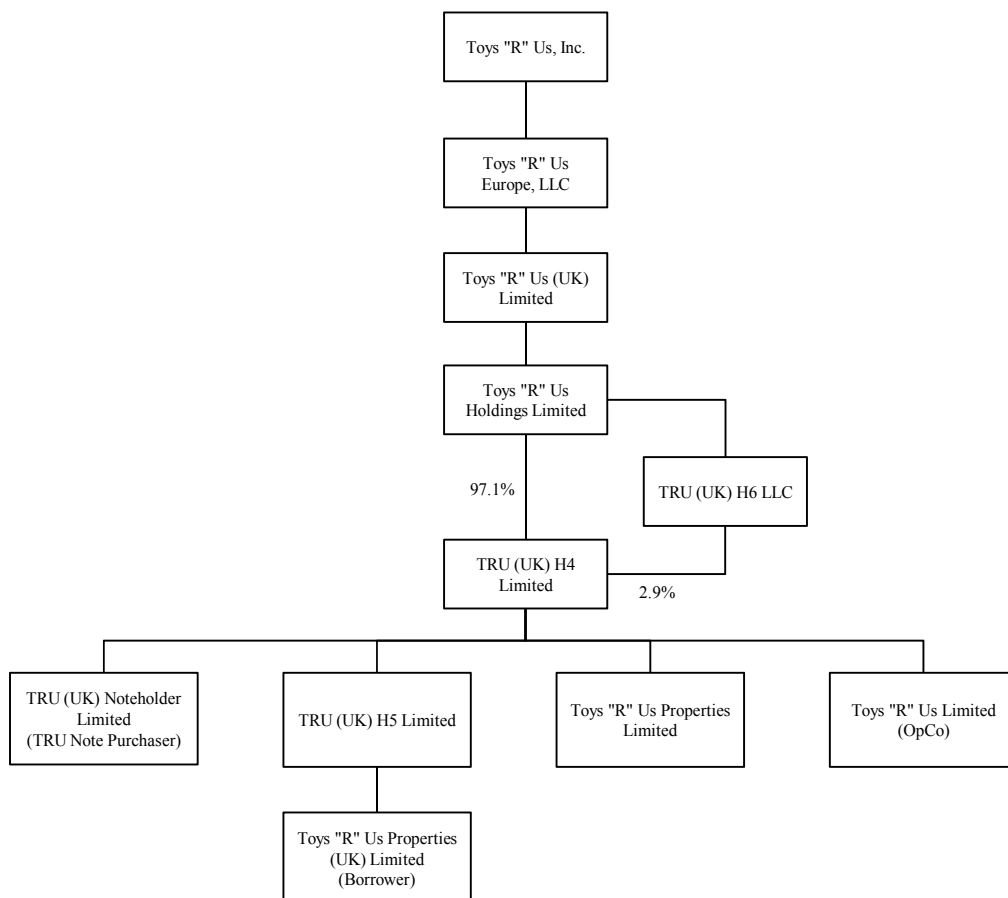 Toys "R" Us, Inc.
Toys "R" Us
Europe, LLC
Toys "R" Us (UK)
Limited
Toys "R" Us
Holdings Limited
97.1%
TRU (UK) H6 LLC
TRU (UK) H4
Limited
2.9%
TRU (UK) Noteholder
Limited
(TRU Note Purchaser)
TRU (UK) H5 Limited
Toys "R" Us Properties
Limited
Toys "R" Us Limited
(OpCo)
Toys "R" Us Properties
(UK) Limited
(Borrower)